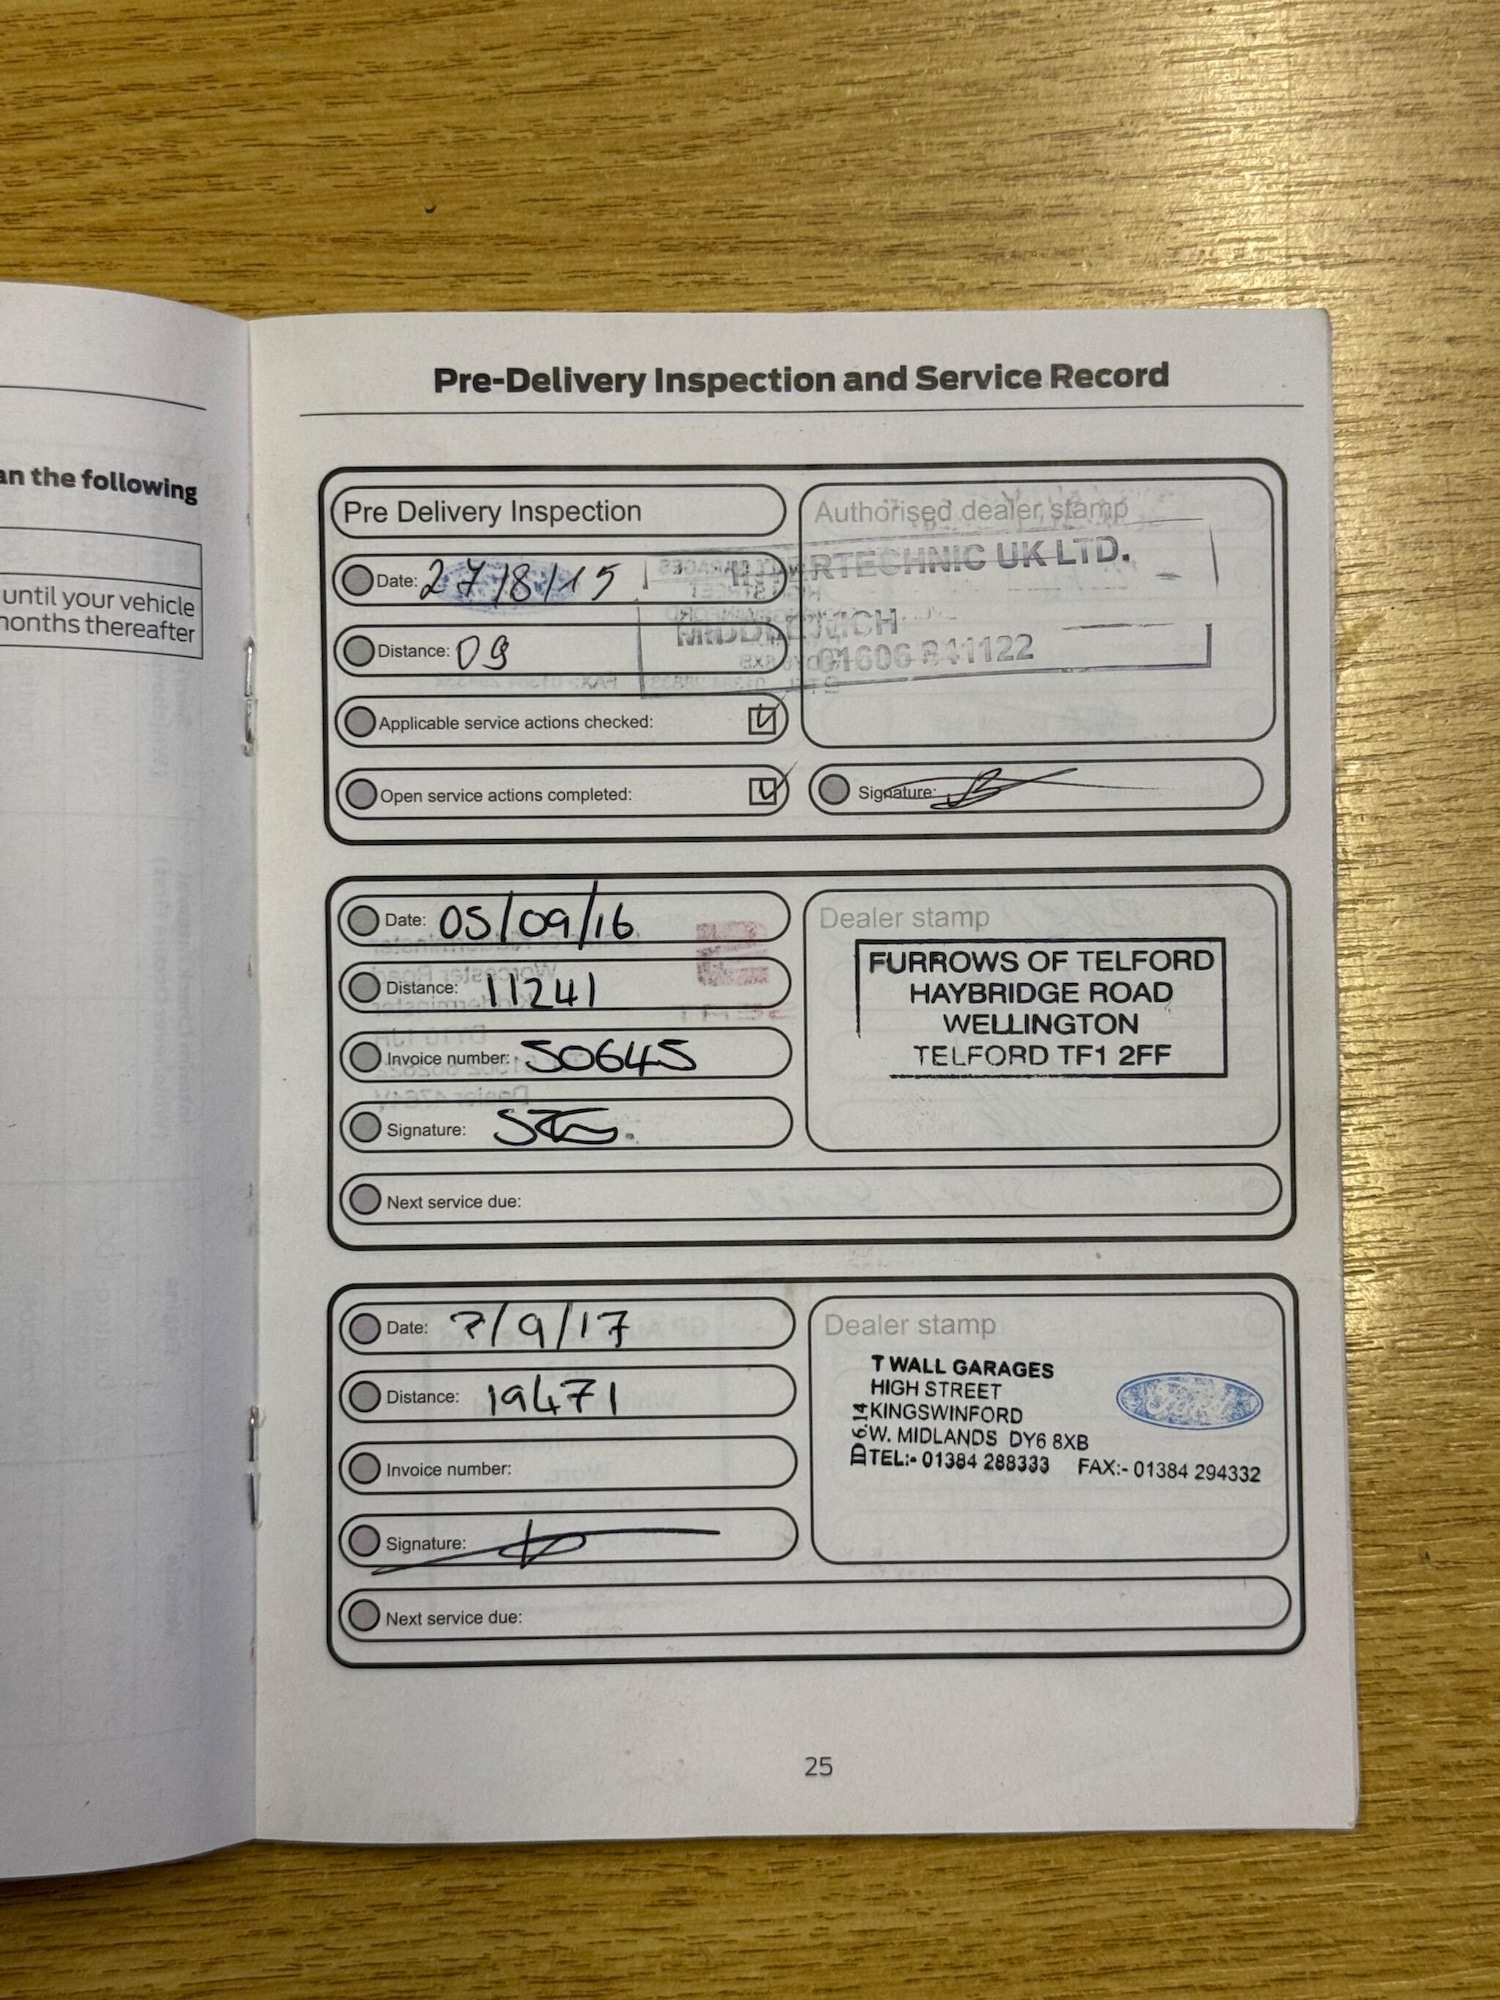 an the following
until your vehicle
months thereafter
Pre-Delivery Inspection and Service Record
Pre Delivery Inspection
Authorised dealer stamp
Date: 27/8/15
UK LTD.
Distance: 09
01606 841122
Applicable service actions checked:
Open service actions completed:
Signature:
Date: 05/09/16
Distance: 11241
Invoice number: 50645
Signature:
Dealer stamp
FURROWS OF TELFORD
HAYBRIDGE ROAD
WELLINGTON
TELFORD TF1 2FF
Next service due:
Date: 7/9/17
Distance: 19471
Invoice number:
Signature:
Dealer stamp
T WALL GARAGES
HIGH STREET
KINGSWINFORD
W. MIDLANDS DY6 8XB
TEL:- 01384 288333 FAX:- 01384 294332
Ford
Next service due:
25